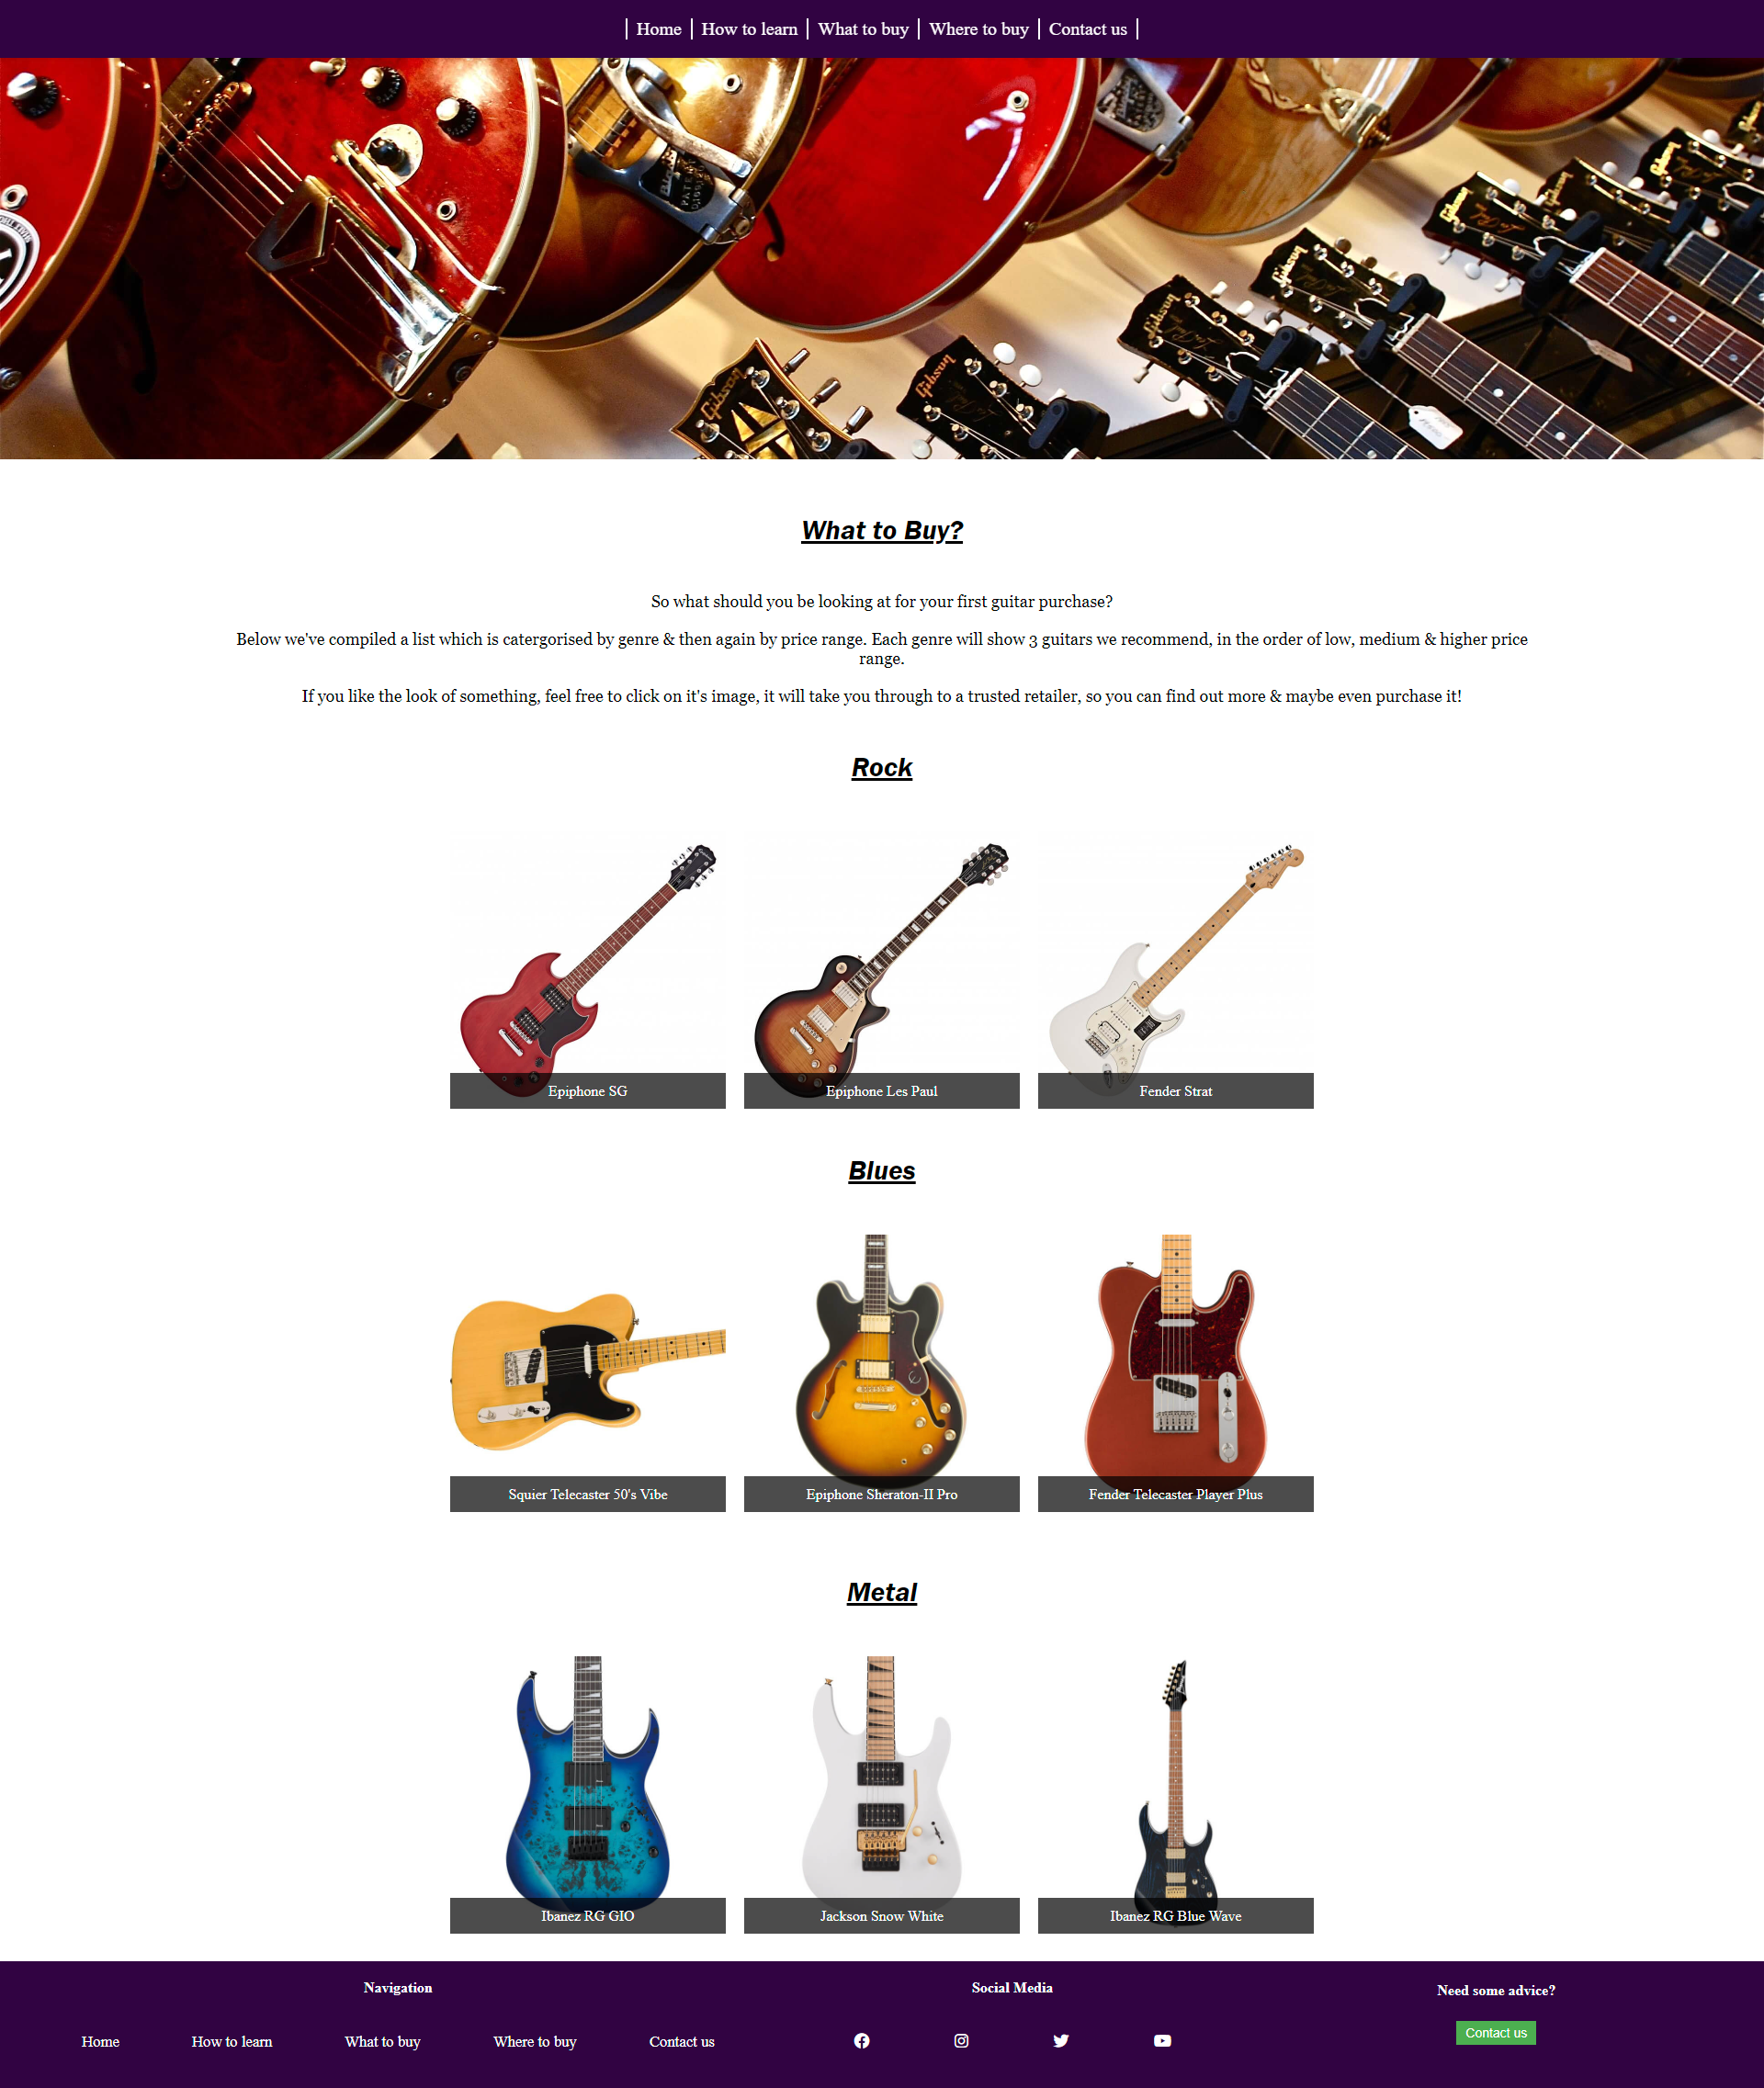 Home
How to learn
What to buy
Where to buy
Contact us
Gibson
Gibson
Gibson
Gibson
Gibson
Gibson
What to Buy?
So what should you be looking at for your first guitar purchase?
Below we've compiled a list which is catergorised by genre & then again by price range. Each genre will show 3 guitars we recommend, in the order of low, medium & higher price
range.
If you like the look of something, feel free to click on it's image, it will take you through to a trusted retailer, so you can find out more & maybe even purchase it!
Rock
Epiphone SG
Epiphone Les Paul
Fender Strat
Blues
Squier Telecaster 50's Vibe
Epiphone Sheraton-II Pro
Fender Telecaster Player Plus
Metal
Ibanez RG GIO
Jackson Snow White
Ibanez RG Blue Wave
Navigation
Home
How to learn
What to buy
Where to buy
Contact us
Social Media
Need some advice?
Contact us